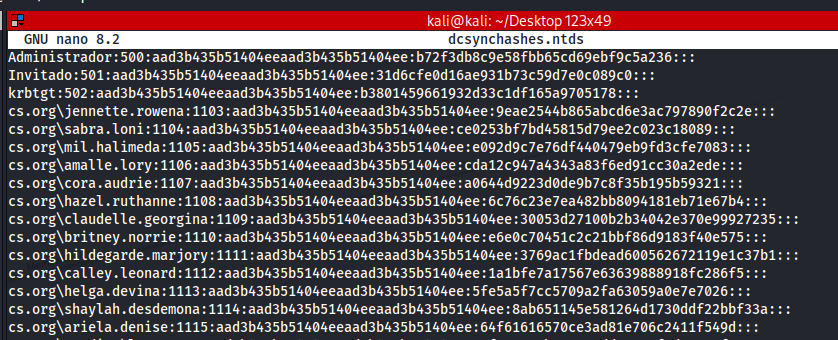 kali@kali: ~/Desktop 123x49
GNU nano 8.2 dcsynchashes.ntds
Administrador:500:aad3b435b51404eeaad3b435b51404ee:b72f3db8c9e58fbb65cd69ebf9c5a236:::
Invitado:501:aad3b435b51404eeaad3b435b51404ee:31d6cfe0d16ae931b73c59d7e0c089c0:::
krbtgt:502:aad3b435b51404eeaad3b435b51404ee:b3801459661932d33c1df165a9705178:::
cs.org\jennette.rowena:1103:aad3b435b51404eeaad3b435b51404ee:9eae2544b865abcd6e3ac797890f2c2e:::
cs.org\sabra.loni:1104:aad3b435b51404eeaad3b435b51404ee:ce0253bf7bd45815d79ee2c023c18089:::
cs.org\mil.halimeda:1105:aad3b435b51404eeaad3b435b51404ee:e092d9c7e76df440479eb9fd3cfe7083:::
cs.org\amalle.lory:1106:aad3b435b51404eeaad3b435b51404ee:cda12c947a4343a83f6ed91cc30a2ede:::
cs.org\cora.audrie:1107:aad3b435b51404eeaad3b435b51404ee:a0644d9223d0de9b7c8f35b195b59321:::
cs.org\hazel.ruthanne:1108:aad3b435b51404eeaad3b435b51404ee:6c76c23e7ea482bb8094181eb71e67b4:::
cs.org\claudelle.georgina:1109:aad3b435b51404eeaad3b435b51404ee:30053d27100b2b34042e370e99927235:::
cs.org\britney.norrie:1110:aad3b435b51404eeaad3b435b51404ee:e6e0c70451c2c21bbf86d9183f40e575:::
cs.org\hildegarde.marjory:1111:aad3b435b51404eeaad3b435b51404ee:3769ac1fbdead600562672119e1c37b1:::
cs.org\calley.leonard:1112:aad3b435b51404eeaad3b435b51404ee:1a1bfe7a17567e63639888918fc286f5:::
cs.org\helga.devina:1113:aad3b435b51404eeaad3b435b51404ee:5fe5a5f7cc5709a2fa63059a0e7e7026:::
cs.org\shaylah.desdemona:1114:aad3b435b51404eeaad3b435b51404ee:8ab651145e581264d1730ddf22bbf33a:::
cs.org\ariela.denise:1115:aad3b435b51404eeaad3b435b51404ee:64f61616570ce3ad81e706c2411f549d:::